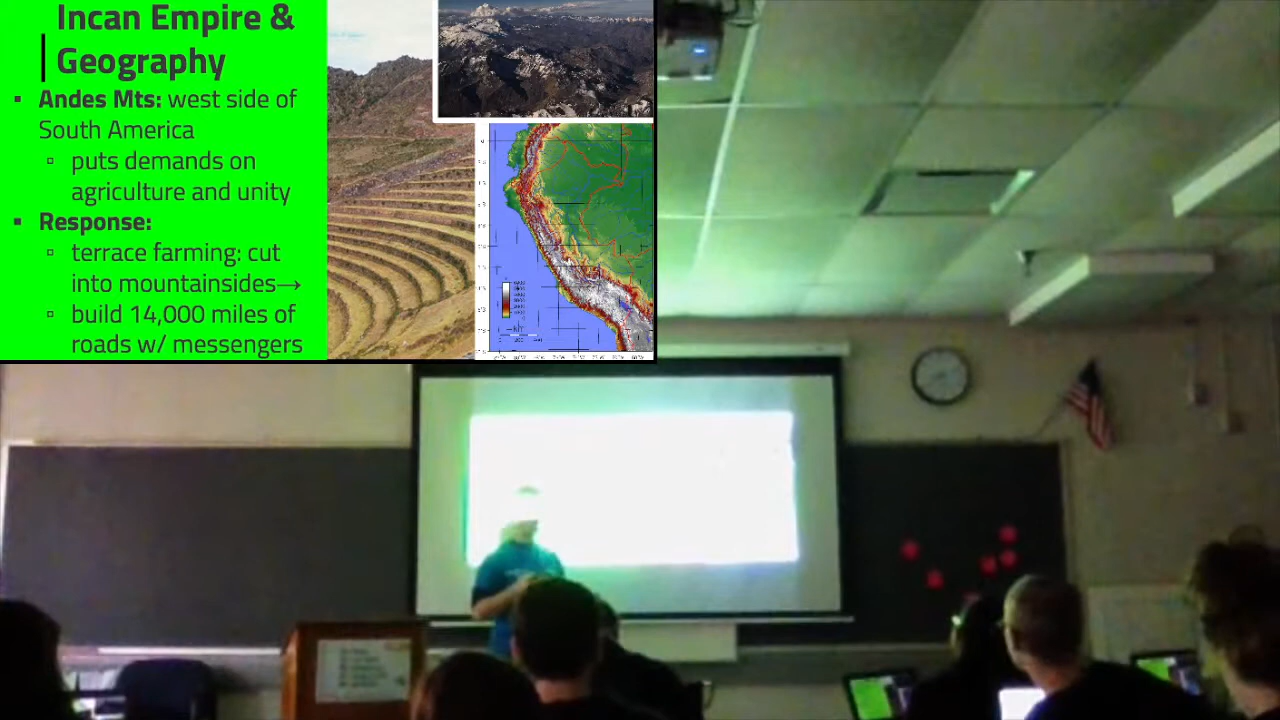 Incan Empire &
Geography
▪ Andes Mts: west side of
South America
▫ puts demands on
agriculture and unity
▪ Response:
▫ terrace farming: cut
into mountainsides→
▫ build 14,000 miles of
roads w/ messengers